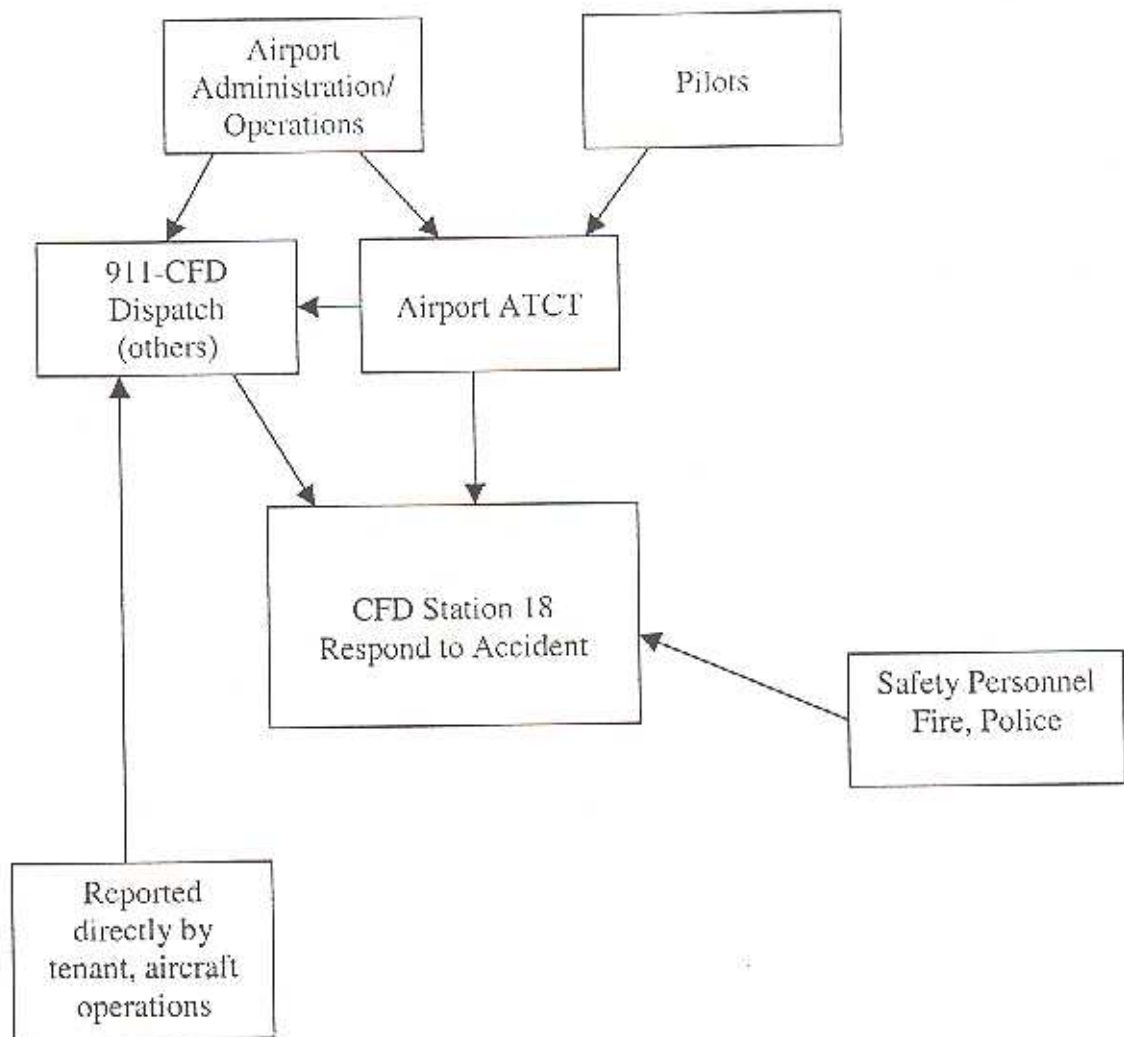 Airport
Administration/
Operations
Pilots
911-CFD
Dispatch
(others)
Airport ATCT
CFD Station 18
Respond to Accident
Safety Personnel
Fire, Police
Reported
directly by
tenant, aircraft
operations